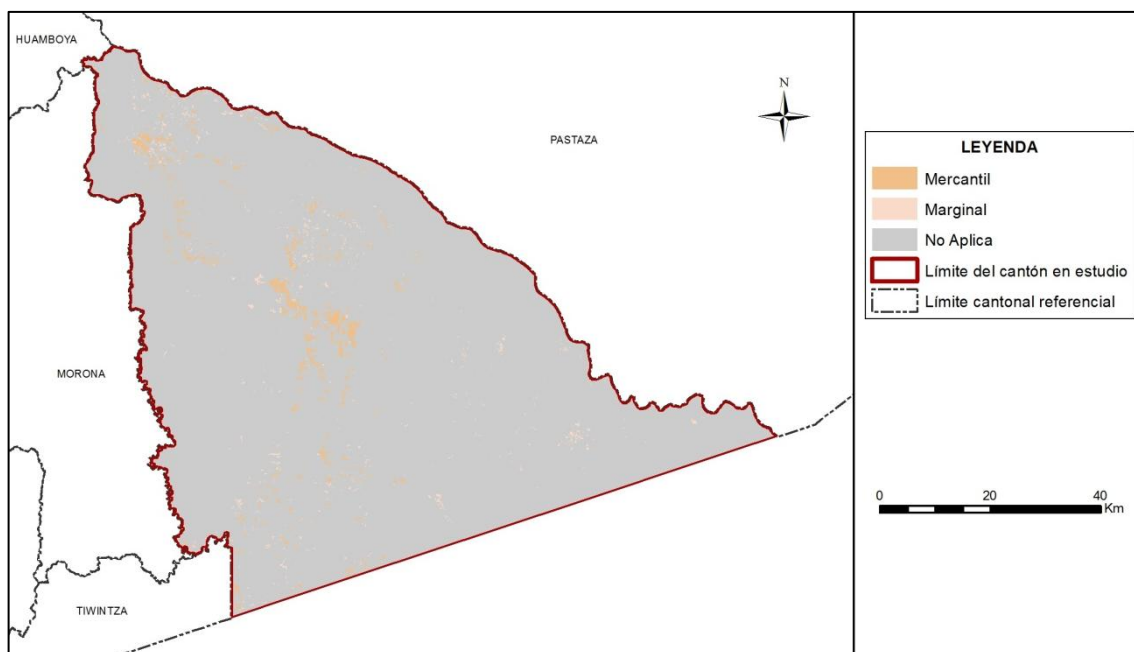 HUAMBOYA
N
PASTAZA
MORONA
TIWINTZA
LEYENDA
Mercantil
Marginal
No Aplica
Límite del cantón en estudio
Límite cantonal referencial
0 20 40
Km